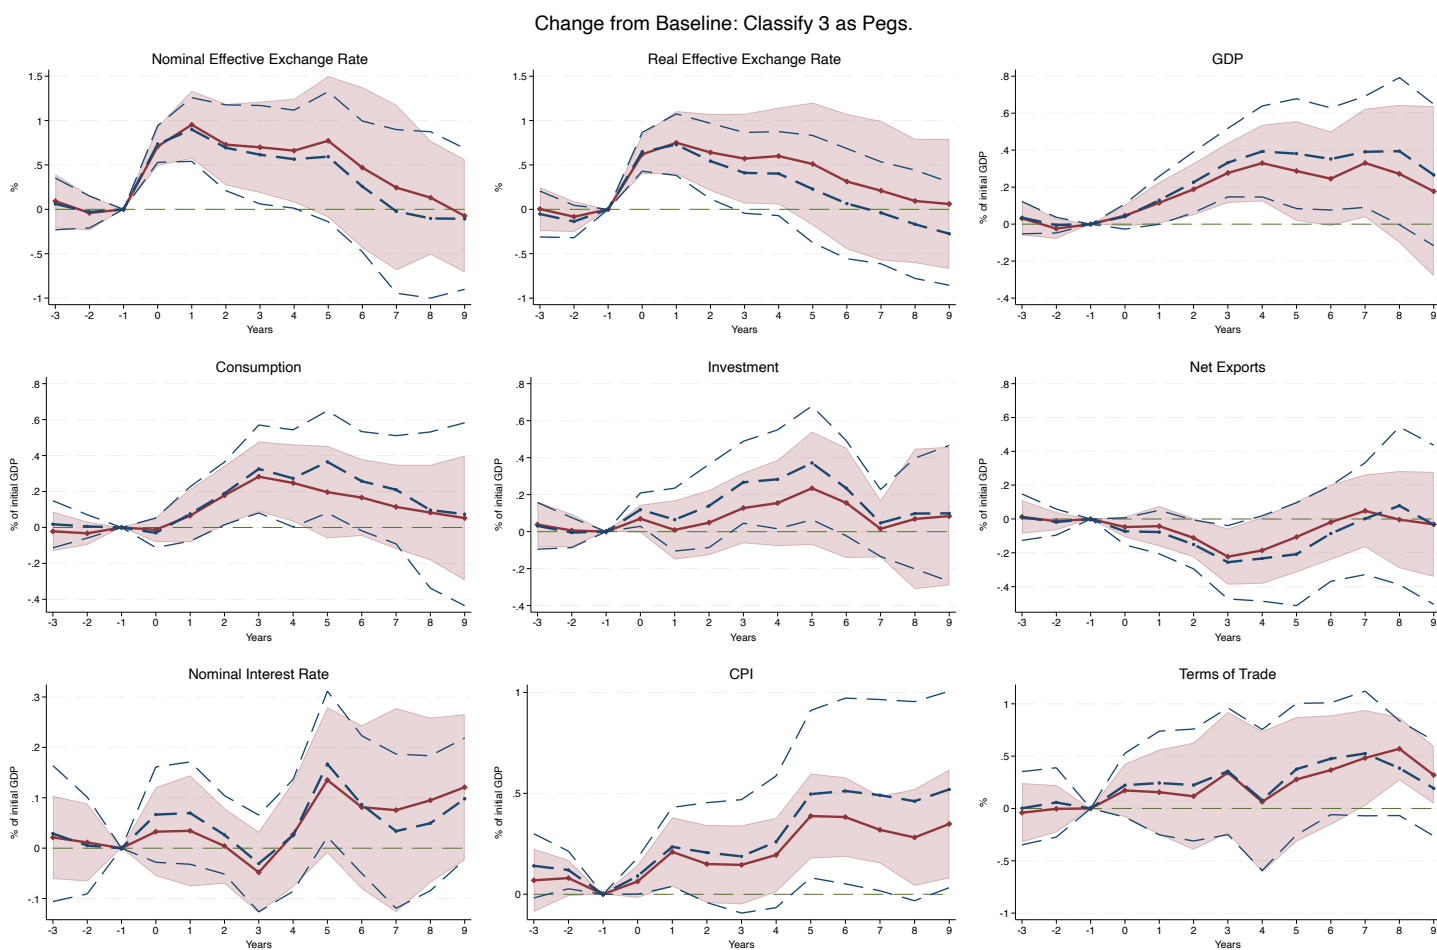 Change from Baseline: Classify 3 as Pegs.
Nominal Effective Exchange Rate
1.5
1
.5
0
-.5
-1
%
-3 -2 -1 0 1 2 3 4 5 6 7 8 9
Years
Real Effective Exchange Rate
1.5
1
.5
0
-.5
-1
%
-3 -2 -1 0 1 2 3 4 5 6 7 8 9
Years
GDP
.8
.6
.4
.2
0
-.2
-.4
% of initial GDP
-3 -2 -1 0 1 2 3 4 5 6 7 8 9
Years
Consumption
.8
.6
.4
.2
0
-.2
-.4
% of initial GDP
-3 -2 -1 0 1 2 3 4 5 6 7 8 9
Years
Investment
.8
.6
.4
.2
0
-.2
-.4
% of initial GDP
-3 -2 -1 0 1 2 3 4 5 6 7 8 9
Years
Net Exports
.8
.6
.4
.2
0
-.2
-.4
% of initial GDP
-3 -2 -1 0 1 2 3 4 5 6 7 8 9
Years
Nominal Interest Rate
.3
.2
.1
0
-.1
% of initial GDP
-3 -2 -1 0 1 2 3 4 5 6 7 8 9
Years
CPI
1
.5
0
% of initial GDP
-3 -2 -1 0 1 2 3 4 5 6 7 8 9
Years
Terms of Trade
1
.5
0
-.5
-1
%
-3 -2 -1 0 1 2 3 4 5 6 7 8 9
Years